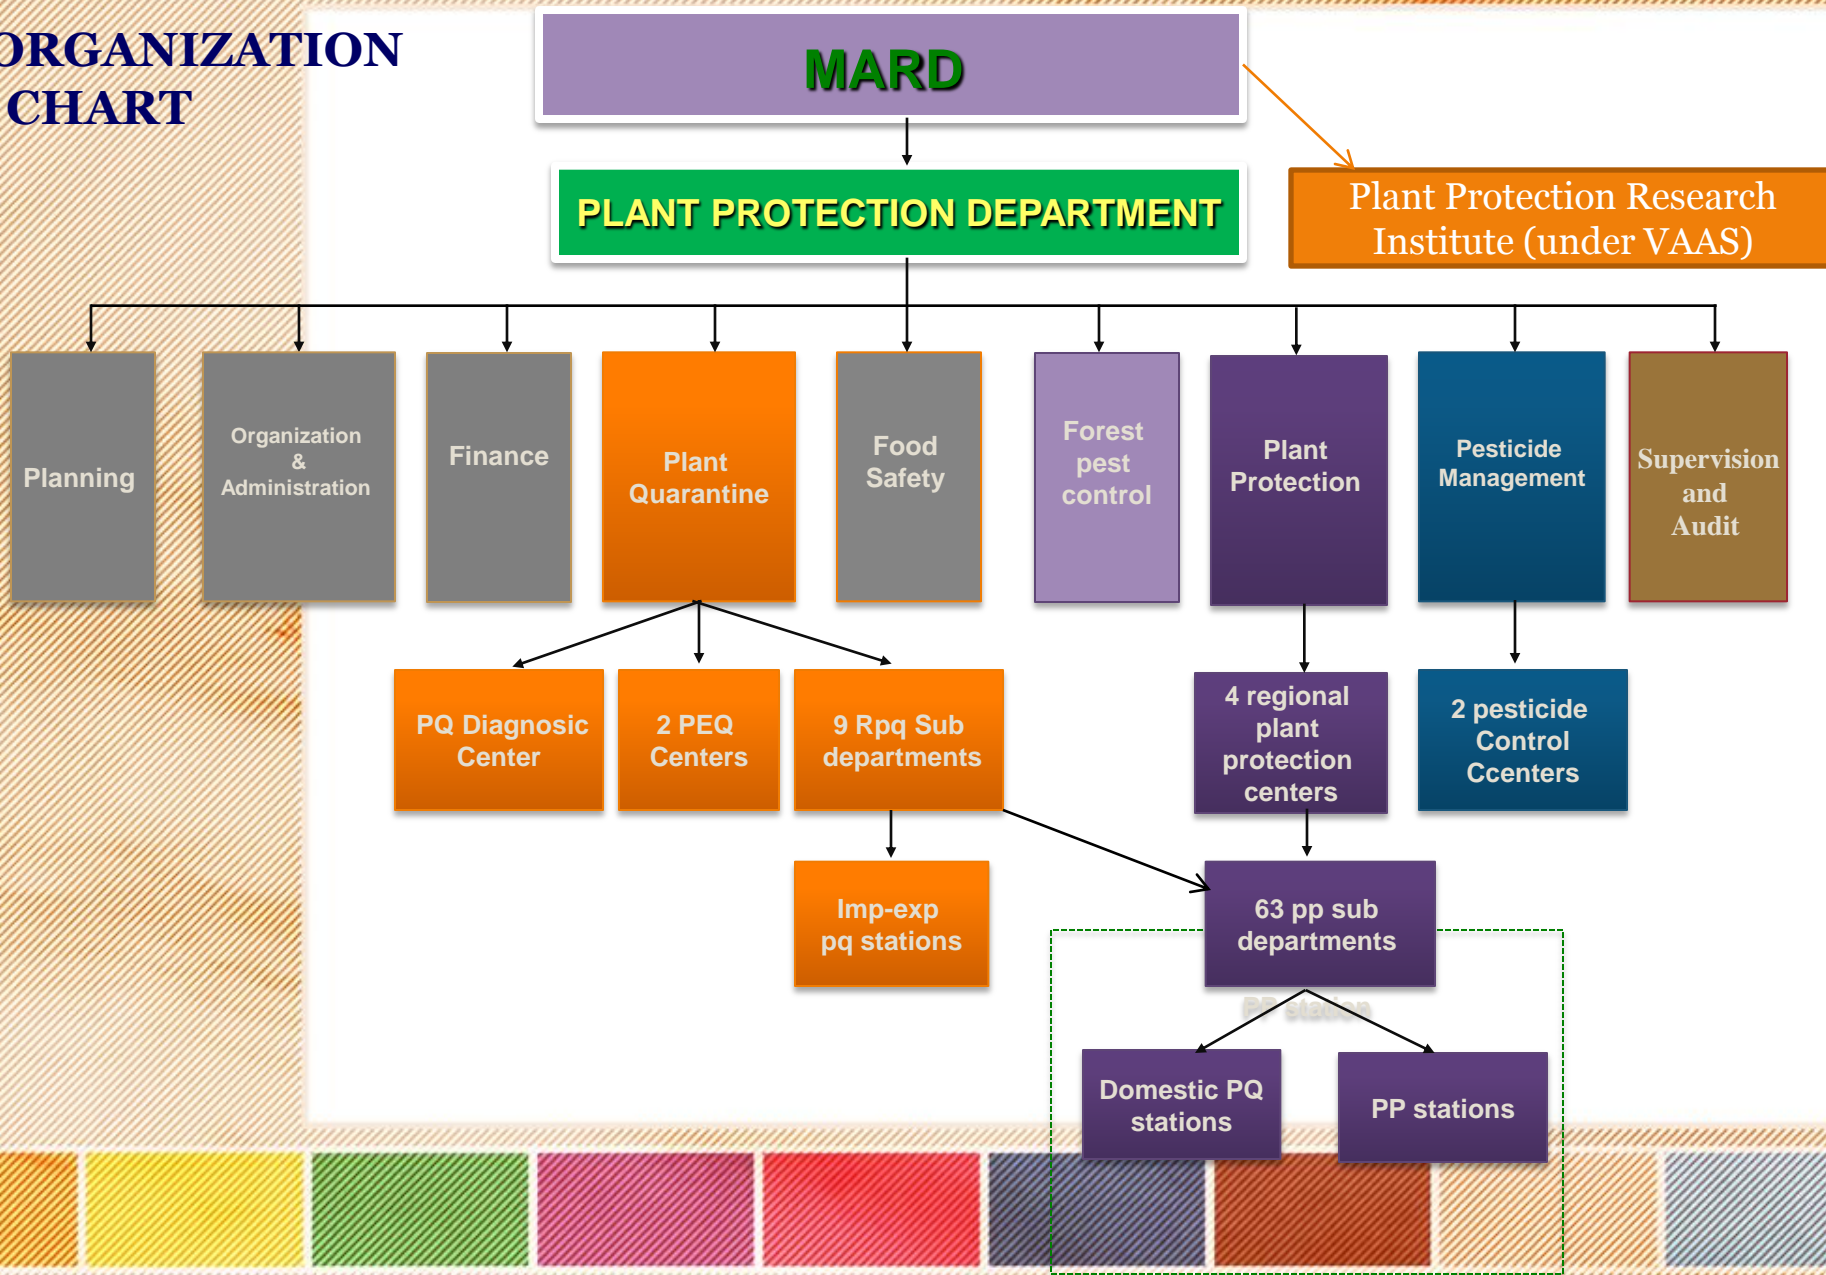 ORGANIZATION
CHART
MARD
PLANT PROTECTION DEPARTMENT
Plant Protection Research
Institute (under VAAS)
Planning
Organization
&
Administration
Finance
Plant
Quarantine
Food
Safety
Forest
pest
control
Plant
Protection
Pesticide
Management
Supervision
and
Audit
PQ Diagnosic
Center
2 PEQ
Centers
9 Rpq Sub
departments
4 regional
plant
protection
centers
2 pesticide
Control
Ccenters
Imp-exp
pq stations
63 pp sub
departments
PP station
Domestic PQ
stations
PP stations